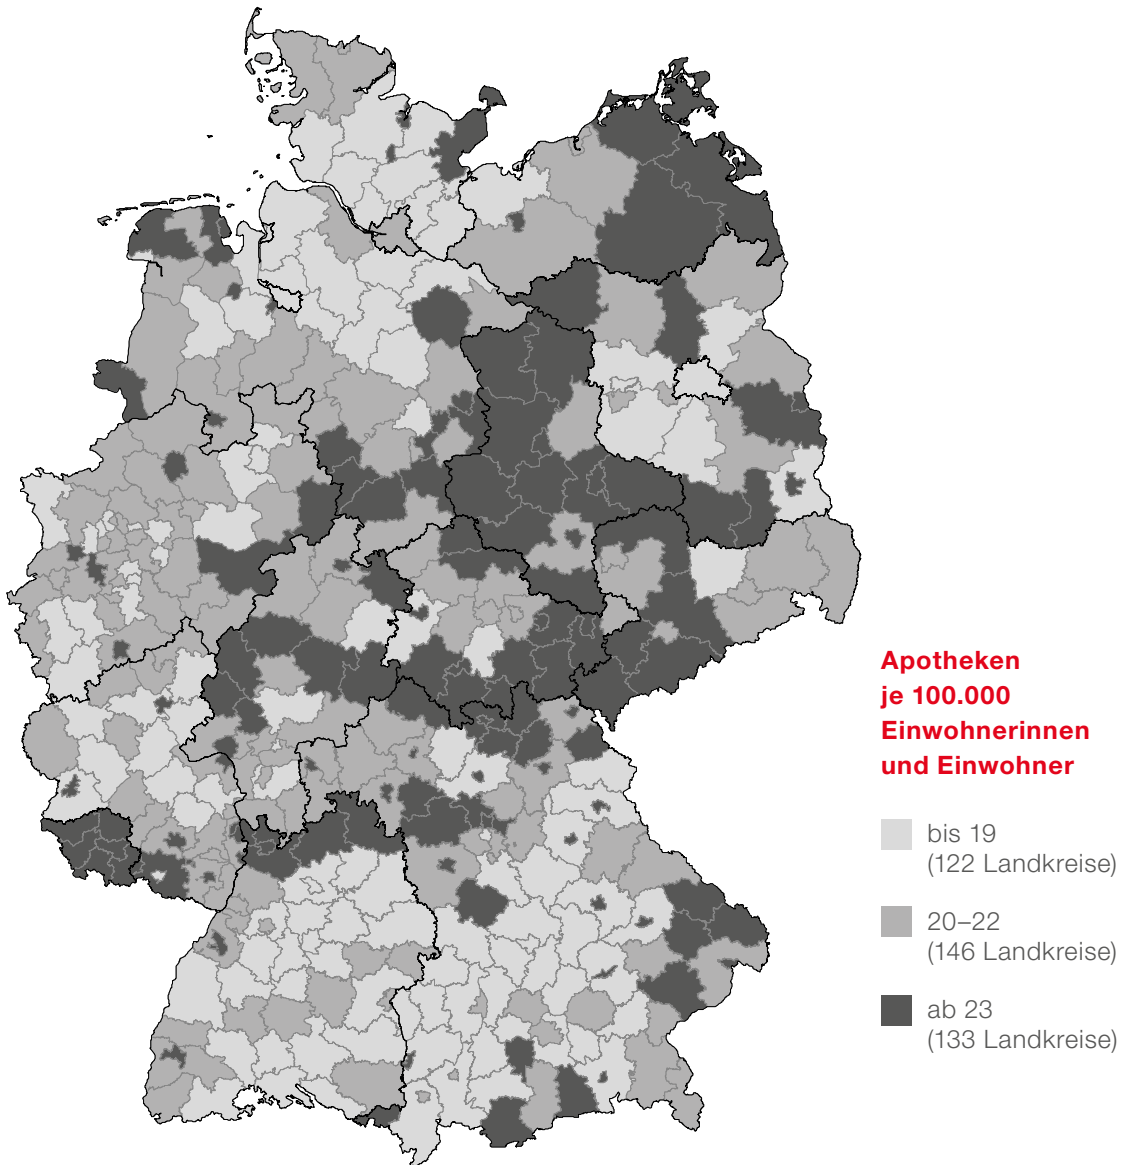 Apotheken
je 100.000
Einwohnerinnen
und Einwohner
bis 19
(122 Landkreise)
20–22
(146 Landkreise)
ab 23
(133 Landkreise)